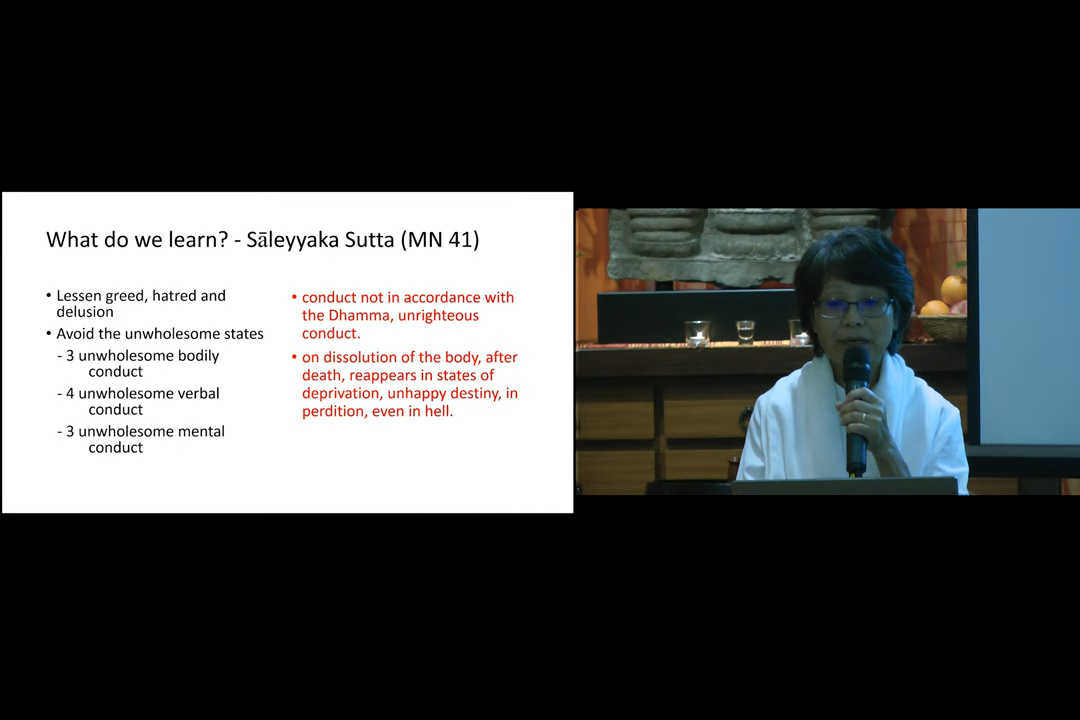 What do we learn? - Sāleyyaka Sutta (MN 41)
• Lessen greed, hatred and
delusion
• Avoid the unwholesome states
- 3 unwholesome bodily
conduct
- 4 unwholesome verbal
conduct
- 3 unwholesome mental
conduct
• conduct not in accordance with
the Dhamma, unrighteous
conduct.
• on dissolution of the body, after
death, reappears in states of
deprivation, unhappy destiny, in
perdition, even in hell.